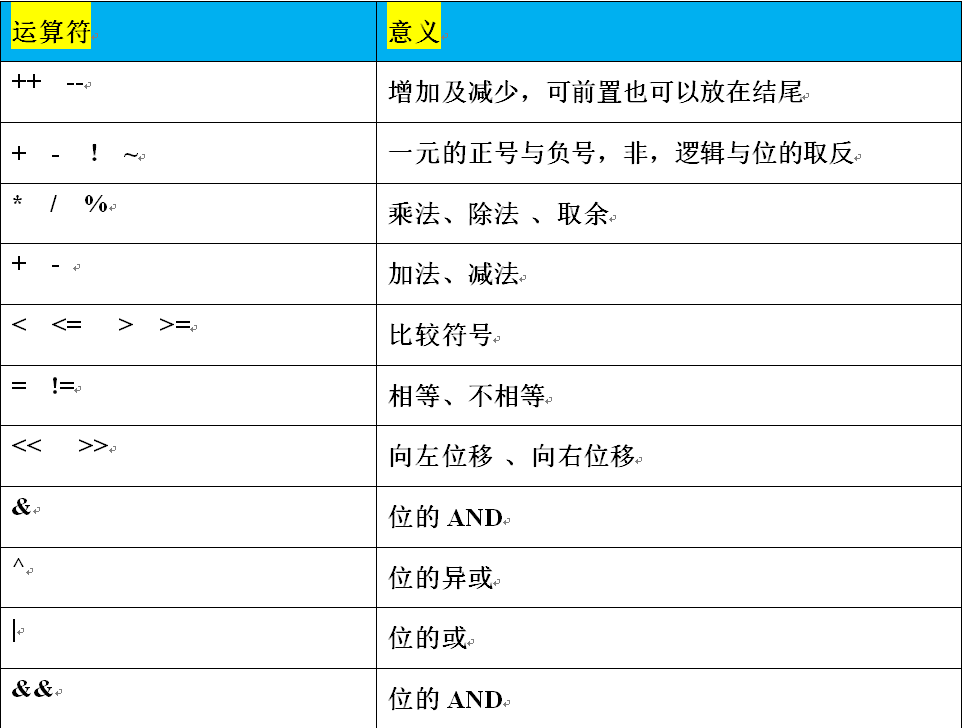 运算符 意义
++ -- 增加及减少，可前置也可以放在结尾
+ - ! ~ 一元的正号与负号，非，逻辑与位的取反
* / % 乘法、除法 、取余
+ - 加法、减法
< <= > >= 比较符号
= != 相等、不相等
<< >> 向左位移 、向右位移
& 位的 AND
^ 位的异或
| 位的或
&& 位的 AND